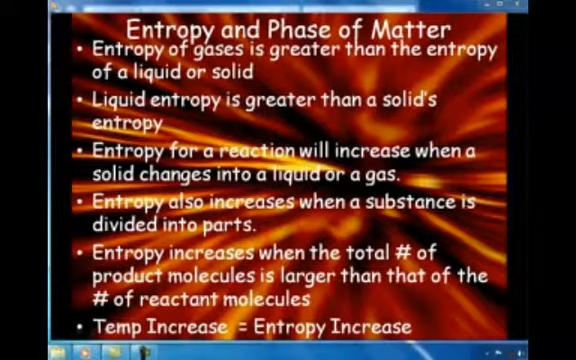 Entropy and Phase of Matter
• Entropy of gases is greater than the entropy
of a liquid or solid
• Liquid entropy is greater than a solid's
entropy
• Entropy for a reaction will increase when a
solid changes into a liquid or a gas.
• Entropy also increases when a substance is
divided into parts.
• Entropy increases when the total # of
product molecules is larger than that of the
# of reactant molecules
• Temp Increase = Entropy Increase